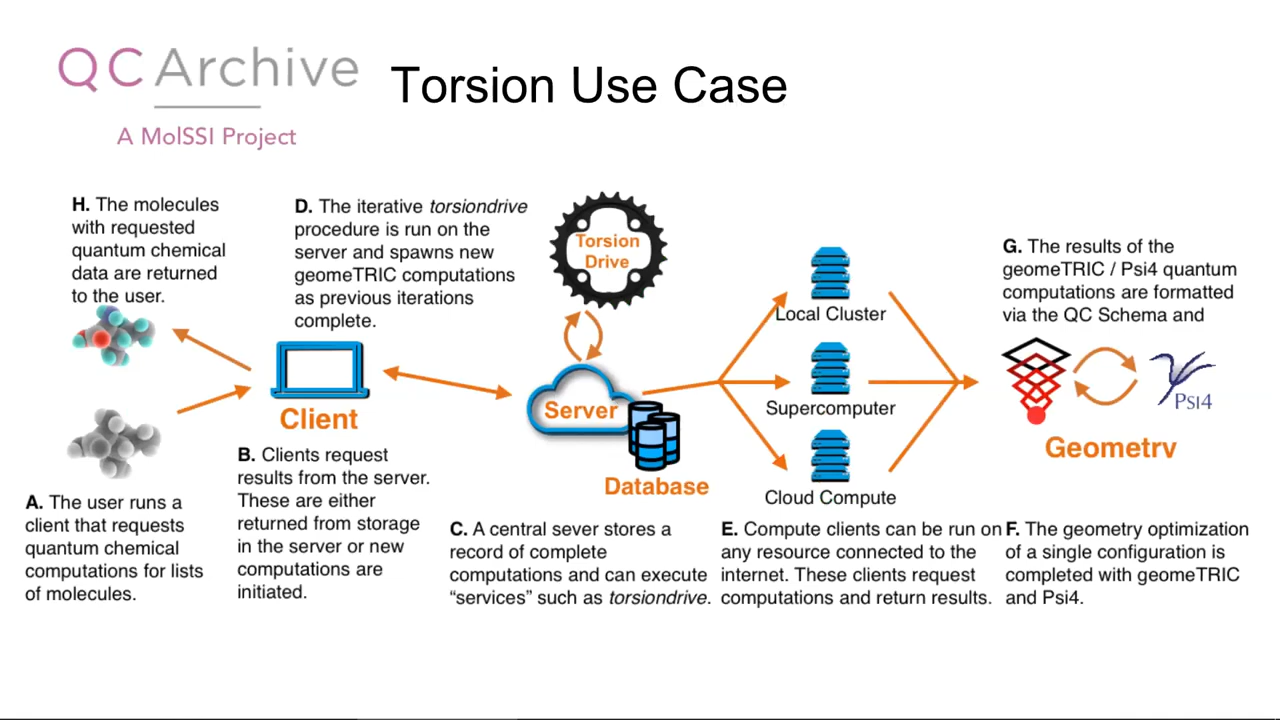 QCArchive
A MolSSI Project
Torsion Use Case
H. The molecules
with requested
quantum chemical
data are returned
to the user.
D. The iterative torsiondrive
procedure is run on the
server and spawns new
geomeTRIC computations
as previous iterations
complete.
Torsion
Drive
Local Cluster
Supercomputer
Cloud Compute
G. The results of the
geomeTRIC / Psi4 quantum
computations are formatted
via the QC Schema and
Client
Server
Database
PSI4
Geometry
A. The user runs a
client that requests
quantum chemical
computations for lists
of molecules.
B. Clients request
results from the server.
These are either
returned from storage
in the server or new
computations are
initiated.
C. A central sever stores a
record of complete
computations and can execute
“services” such as torsiondrive.
E. Compute clients can be run on
any resource connected to the
internet. These clients request
computations and return results.
F. The geometry optimization
of a single configuration is
completed with geomeTRIC
and Psi4.